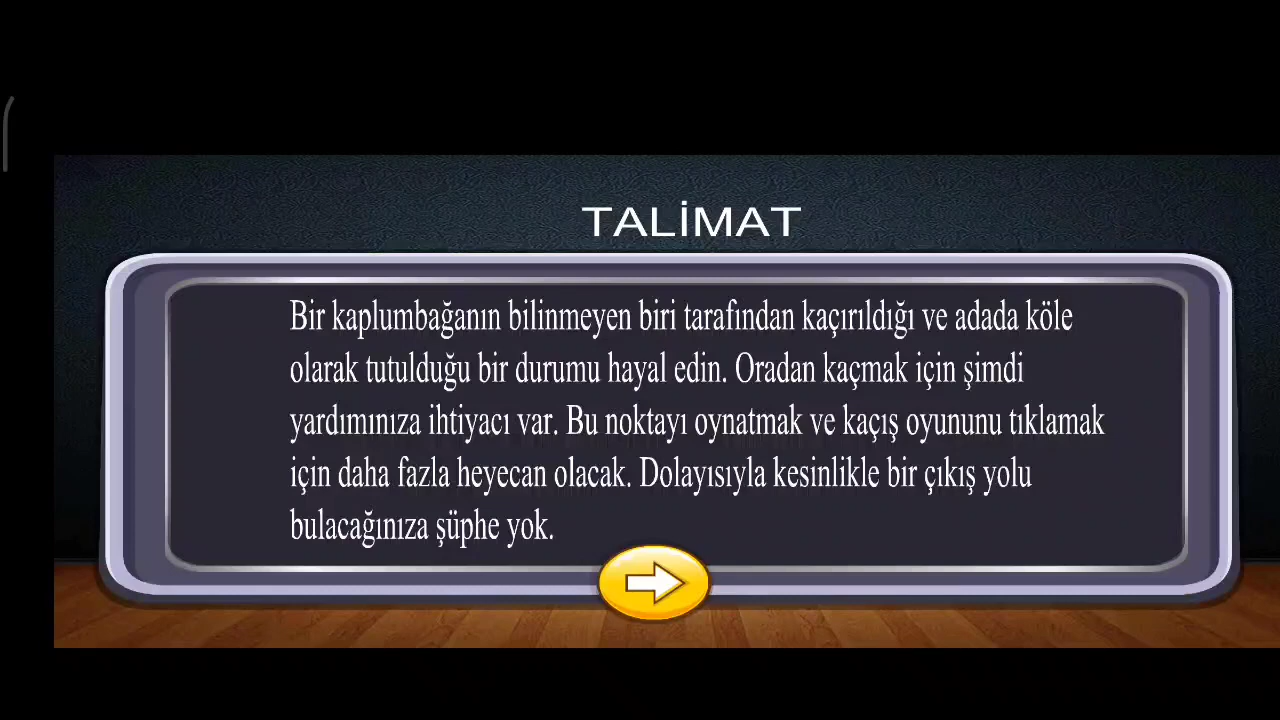 TALİMAT
Bir kaplumbağanın bilinmeyen biri tarafından kaçırıldığı ve adada köle
olarak tutulduğu bir durumu hayal edin. Oradan kaçmak için şimdi
yardımınıza ihtiyacı var. Bu noktayı oynatmak ve kaçış oyununu tıklamak
için daha fazla heyecan olacak. Dolayısıyla kesinlikle bir çıkış yolu
bulacağınıza şüphe yok.